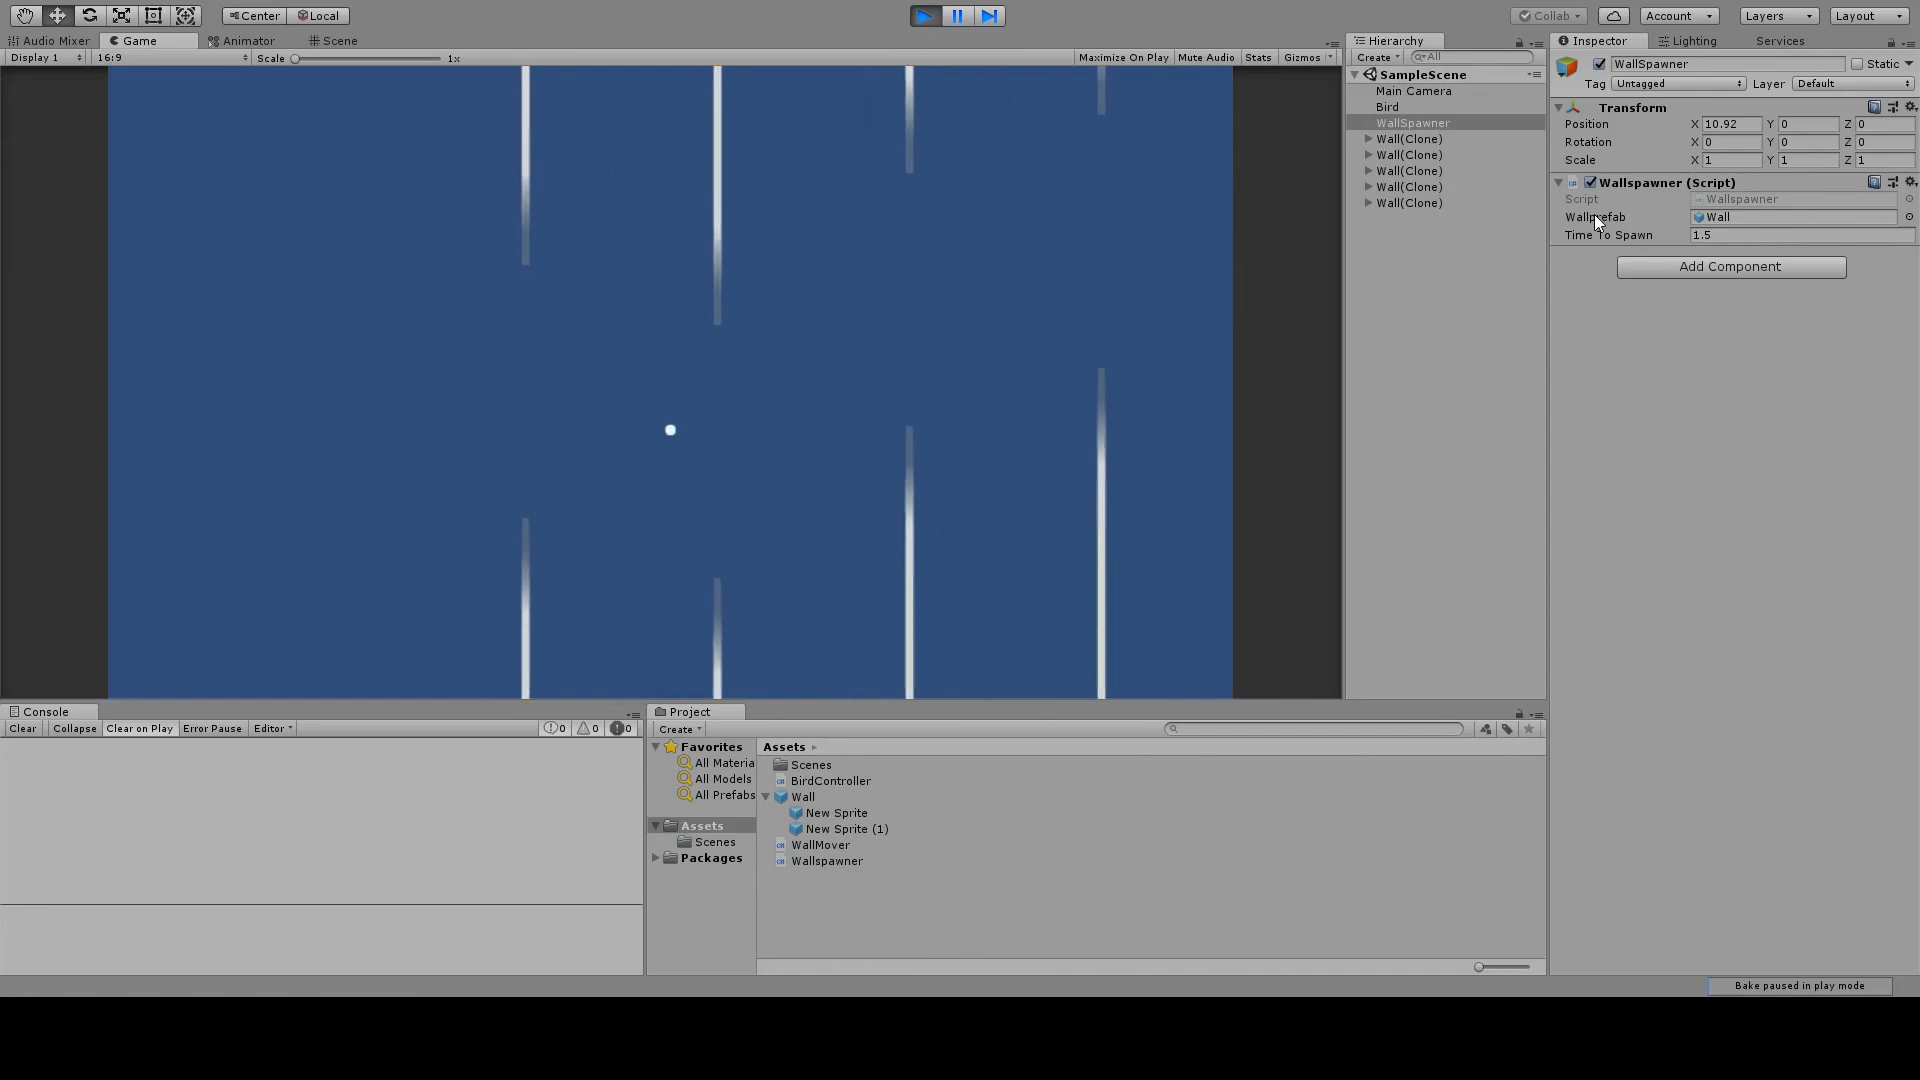 Center Local Collab Account Layers Layout
Audio Mixer Game Animator Scene
Display 1 16:9 Scale 1x Maximize On Play Mute Audio Stats Gizmos
Hierarchy
Create All
SampleScene
Main Camera
Bird
WallSpawner
Wall(Clone)
Wall(Clone)
Wall(Clone)
Wall(Clone)
Wall(Clone)
Inspector Lighting Services
WallSpawner Static
Tag Untagged Layer Default
Transform
Position X 10.92 Y 0 Z 0
Rotation X 0 Y 0 Z 0
Scale X 1 Y 1 Z 1
Wallspawner (Script)
Script Wallspawner
Wallprefab Wall
Time To Spawn 1.5
Add Component
Console
Clear Collapse Clear on Play Error Pause Editor 0 0 0
Project
Create
Favorites
All Materia
All Models
All Prefabs
Assets
Scenes
Packages
Assets
Scenes
BirdController
Wall
New Sprite
New Sprite (1)
WallMover
Wallspawner
Bake paused in play mode